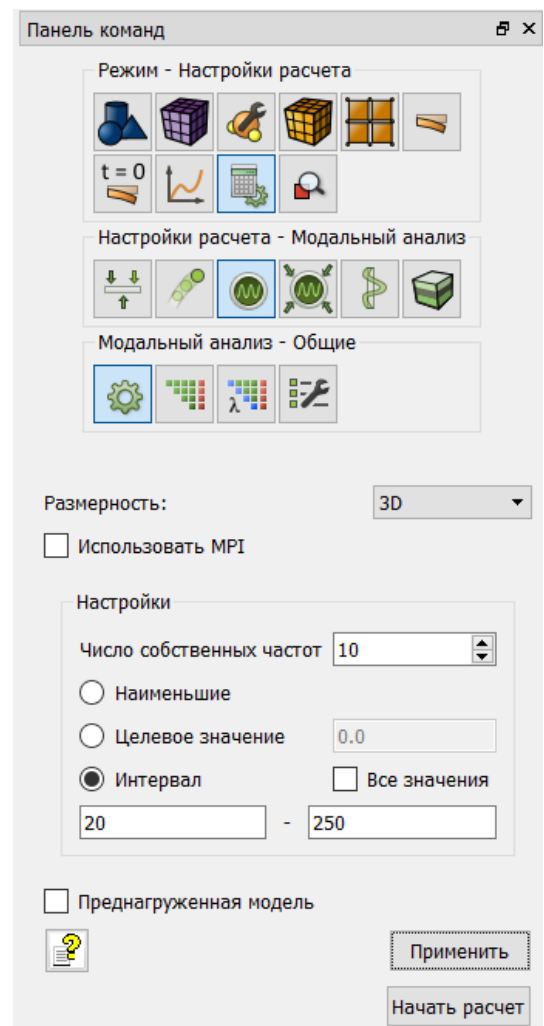 Панель команд
Режим - Настройки расчета
t = 0
Настройки расчета - Модальный анализ
Модальный анализ - Общие
λ
Размерность: 3D
Использовать MPI
Настройки
Число собственных частот 10
Наименьшие
Целевое значение 0.0
Интервал Все значения
20 - 250
Преднагруженная модель
?
Применить
Начать расчет